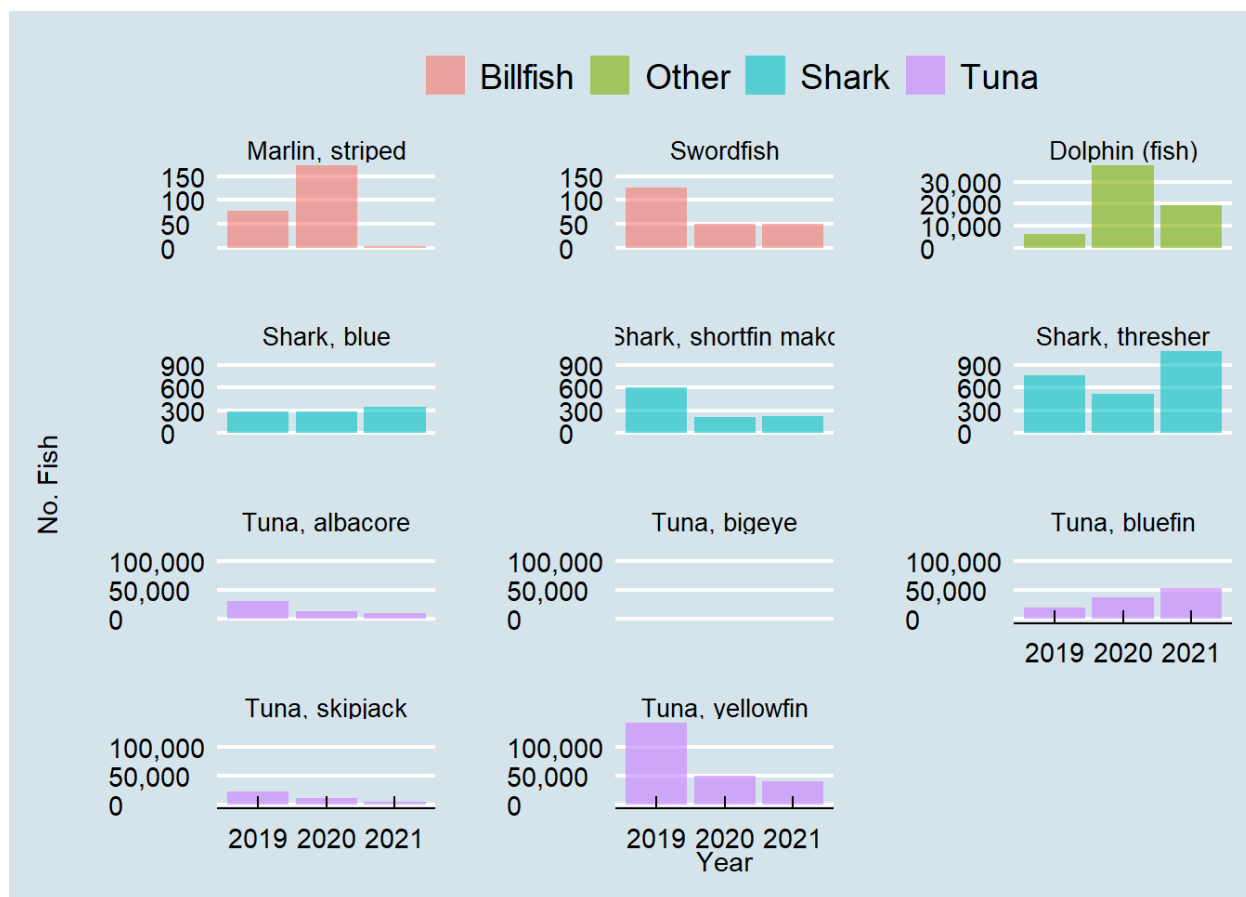 Billfish Other Shark Tuna
Marlin, striped
Swordfish
Dolphin (fish)
150
100
50
0
150
100
50
0
30,000
20,000
10,000
0
Shark, blue
Shark, shortfin mako
Shark, thresher
900
600
300
0
900
600
300
0
900
600
300
0
No. Fish
Tuna, albacore
Tuna, bigeye
Tuna, bluefin
100,000
50,000
0
100,000
50,000
0
100,000
50,000
0
2019 2020 2021
Tuna, skipjack
Tuna, yellowfin
100,000
50,000
0
100,000
50,000
0
2019 2020 2021
2019 2020 2021
Year